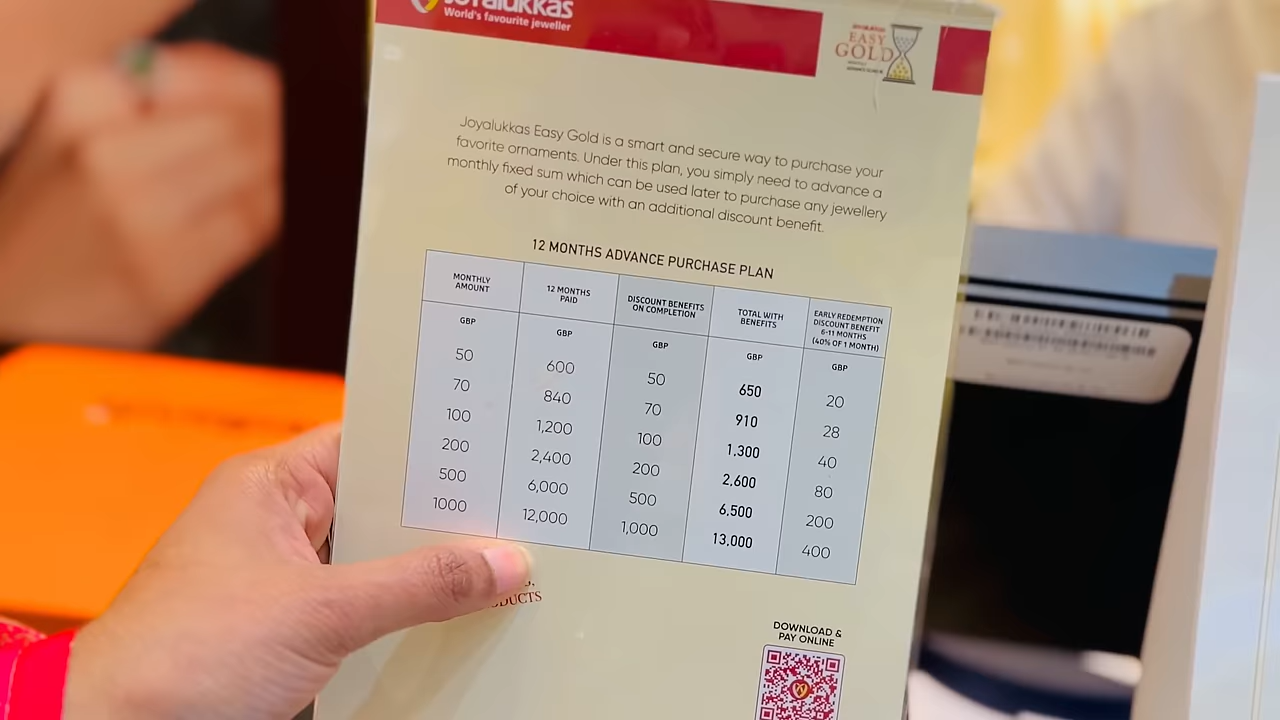 Joyalukkas
World's favourite jeweller
EASY
GOLD
Joyalukkas Easy Gold is a smart and secure way to purchase your
favorite ornaments. Under this plan, you simply need to advance a
monthly fixed sum which can be used later to purchase any jewellery
of your choice with an additional discount benefit.
12 MONTHS ADVANCE PURCHASE PLAN
MONTHLY AMOUNT 12 MONTHS PAID DISCOUNT BENEFITS ON COMPLETION TOTAL WITH BENEFITS EARLY REDEMPTION DISCOUNT BENEFIT 6-11 MONTHS (40% OF 1 MONTH)
GBP GBP GBP GBP GBP
50 600 50 650 20
70 840 70 910 28
100 1,200 100 1.300 40
200 2,400 200 2,600 80
500 6,000 500 6,500 200
1000 12,000 1,000 13,000 400
DOWNLOAD &
PAY ONLINE